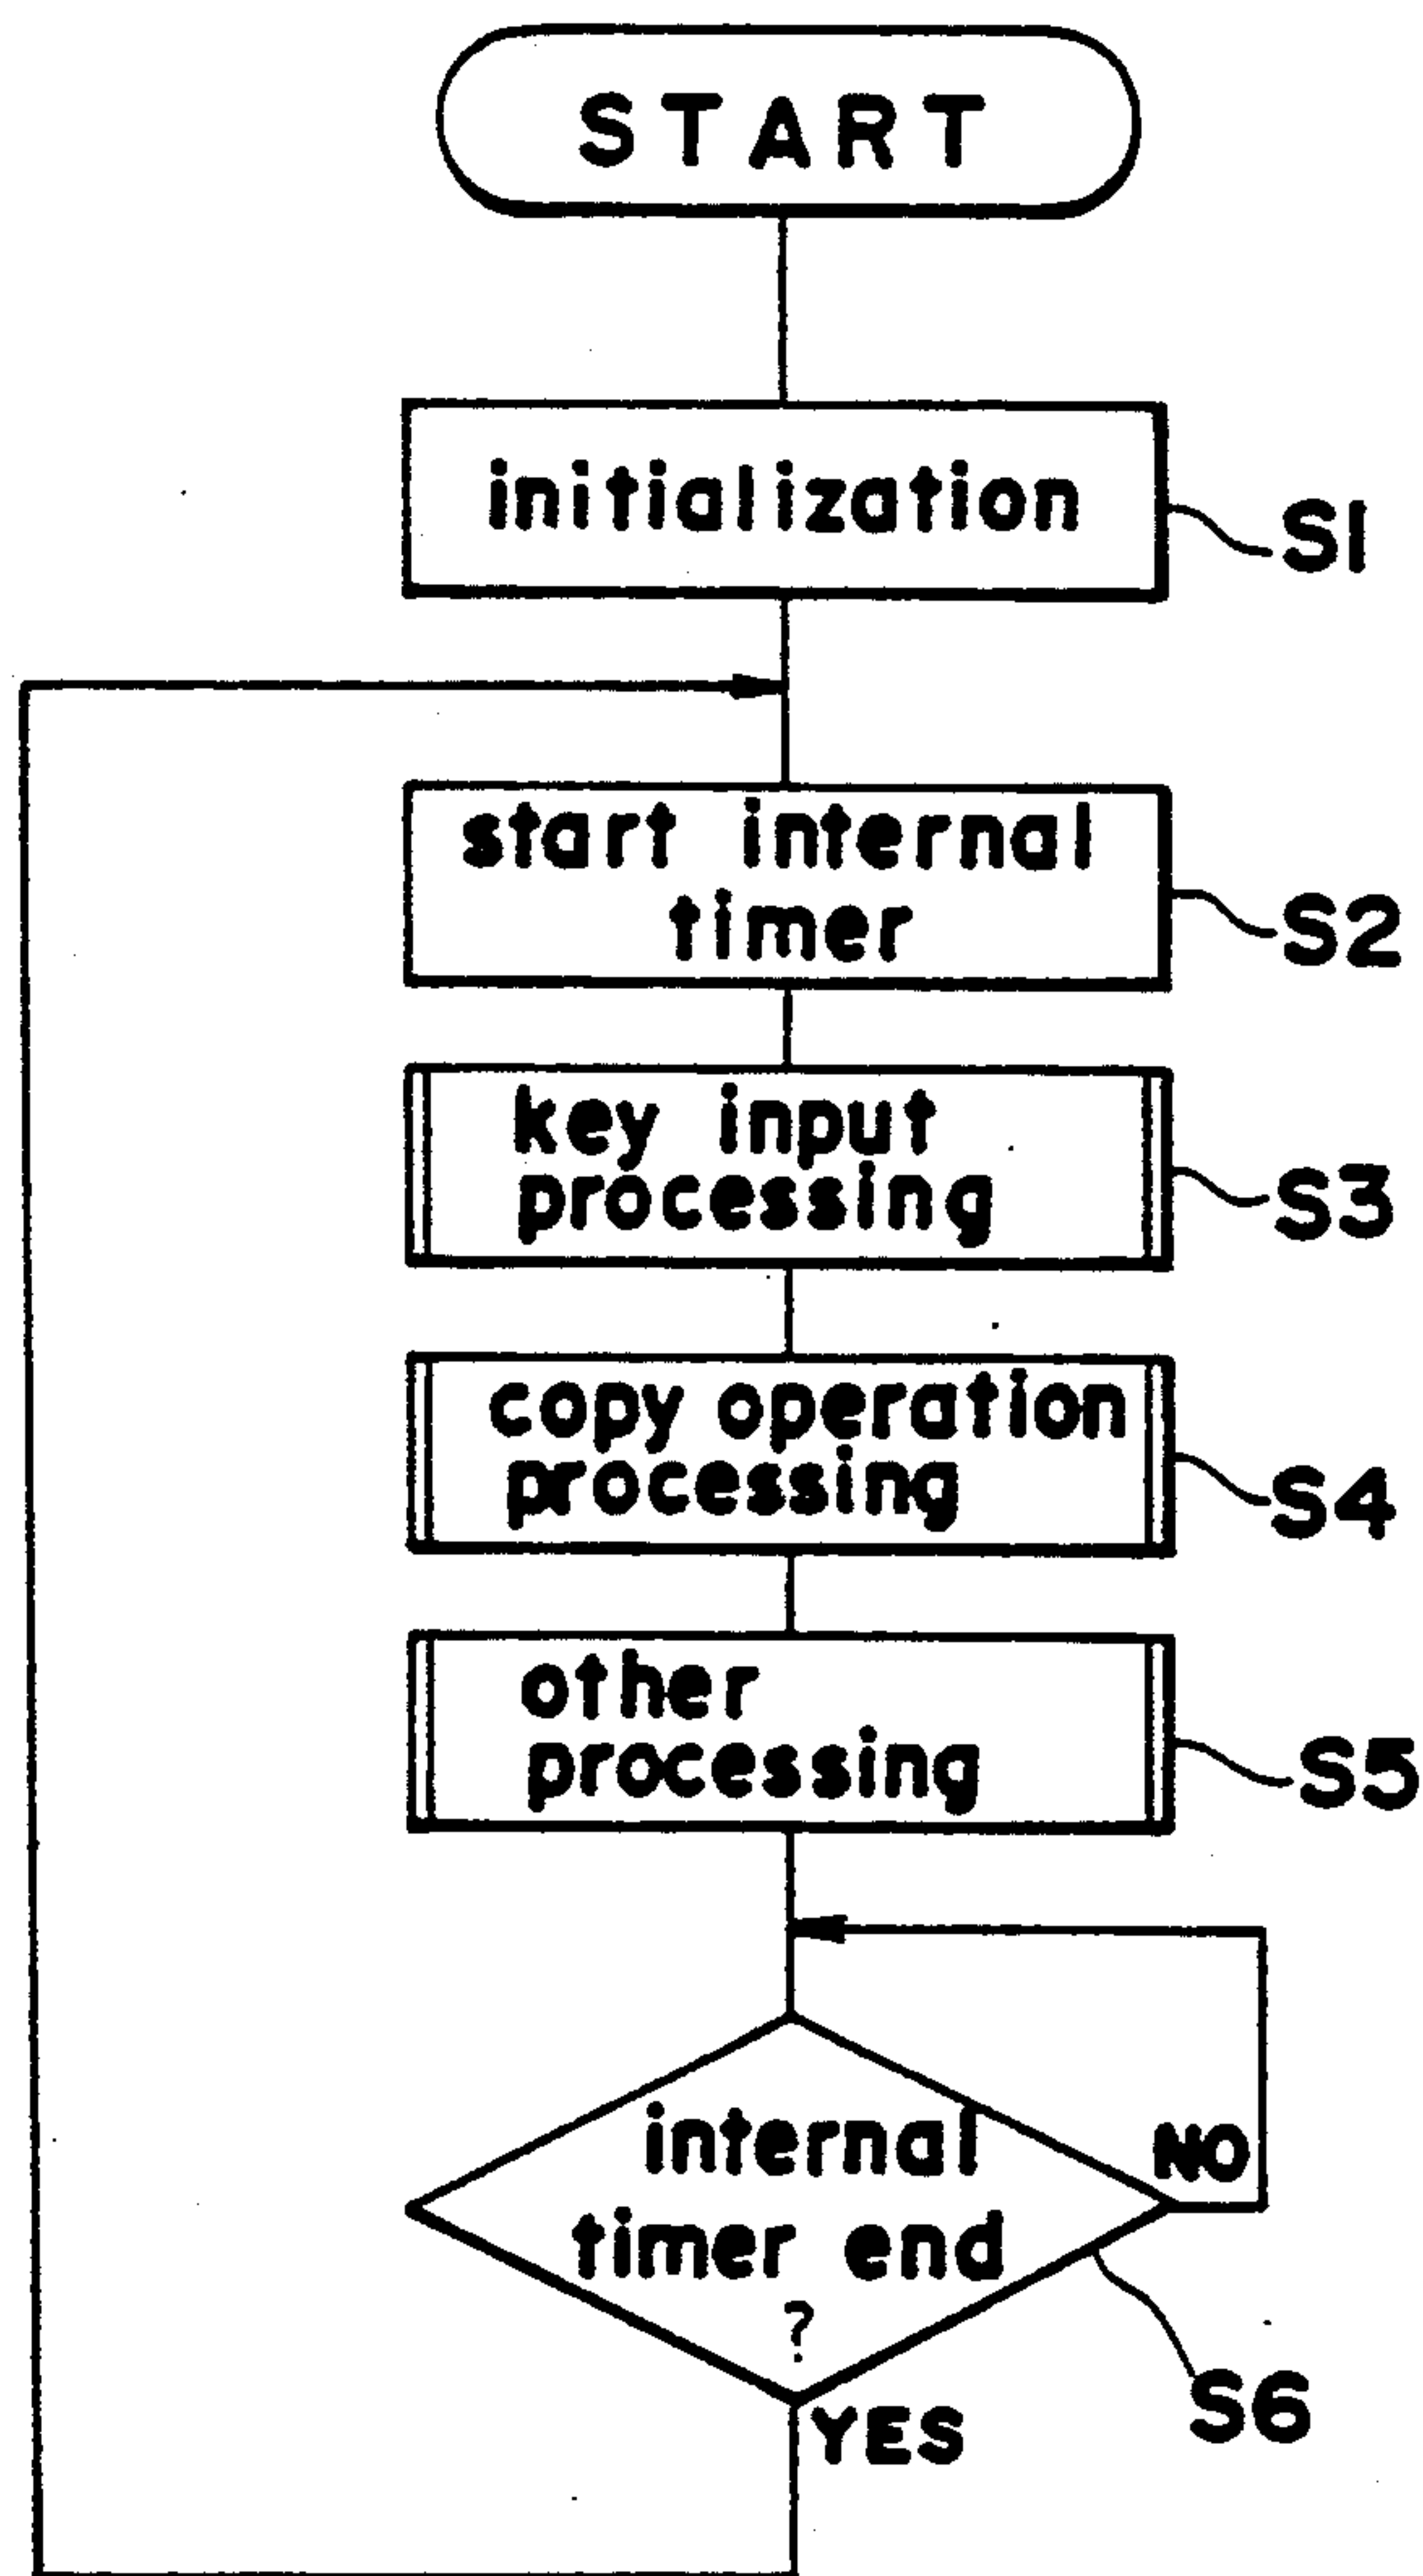 START
initialization
S1
start internal
timer
S2
key input
processing
S3
copy operation
processing
S4
other
processing
S5
internal
timer end
?
NO
S6
YES